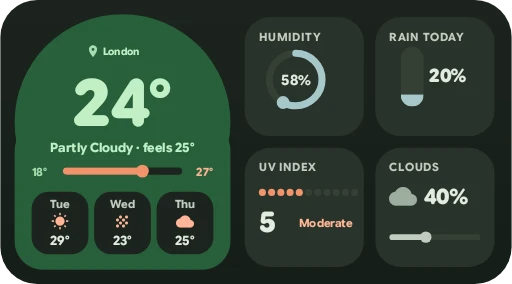 London
24°
Partly Cloudy · feels 25°
18° 27°
Tue Wed Thu
29° 23° 25°
HUMIDITY
58%
RAIN TODAY
20%
UV INDEX
5 Moderate
CLOUDS
40%